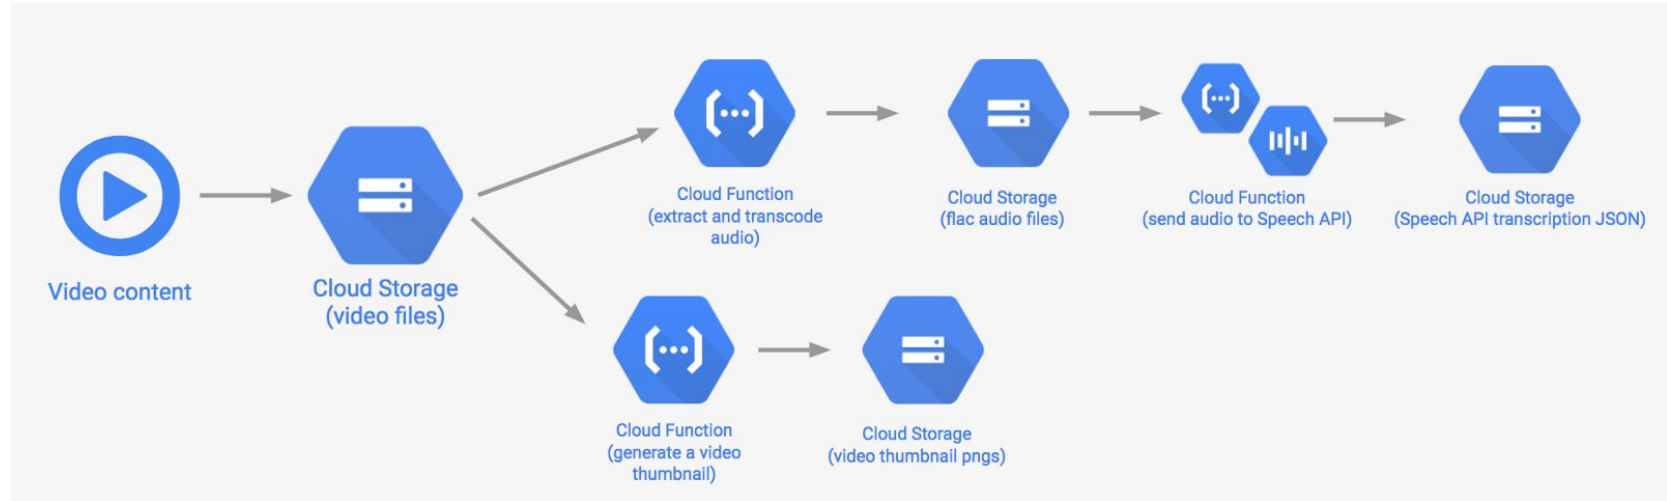 Video content
Cloud Storage
(video files)
Cloud Function
(extract and transcode
audio)
Cloud Storage
(flac audio files)
Cloud Function
(send audio to Speech API)
Cloud Storage
(Speech API transcription JSON)
Cloud Function
(generate a video
thumbnail)
Cloud Storage
(video thumbnail pngs)